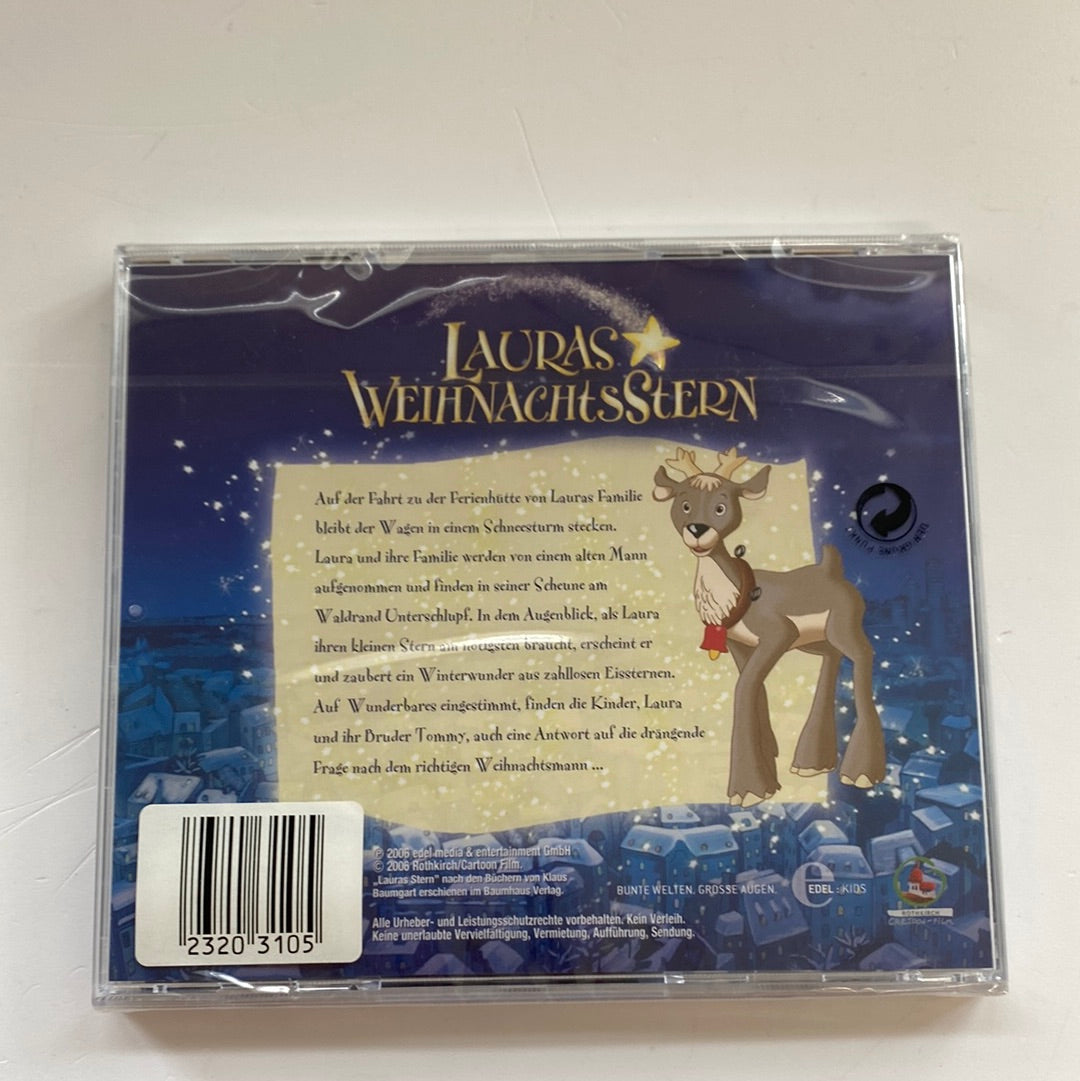 LAURAS
WEIHNACHTSSTERN
Auf der Fahrt zu der Ferienhütte von Lauras Familie
bleibt der Wagen in einem Schneesturm stecken.
Laura und ihre Familie werden von einem alten Mann
aufgenommen und finden in seiner Scheune am
Waldrand Unterschlupf. In dem Augenblick, als Laura
ihren kleinen Stern am nötigsten braucht, erscheint er
und zaubert ein Winterwunder aus zahllosen Eissternen.
Auf Wunderbares eingestimmt, finden die Kinder, Laura
und ihr Bruder Tommy, auch eine Antwort auf die drängende
Frage nach dem richtigen Weihnachtsmann ...
DER GRÜNE PUNKT
℗ 2006 edel media & entertainment GmbH
© 2006 Rothkirch/Cartoon Film.
„Lauras Stern" nach den Büchern von Klaus
Baumgart erschienen im Baumhaus Verlag.
Alle Urheber- und Leistungsschutzrechte vorbehalten. Kein Verleih.
Keine unerlaubte Vervielfältigung, Vermietung, Aufführung, Sendung.
BUNTE WELTEN. GROSSE AUGEN.
e EDEL:KIDS
ROTHKIRCH
CARTOON-FILM
2320 3105